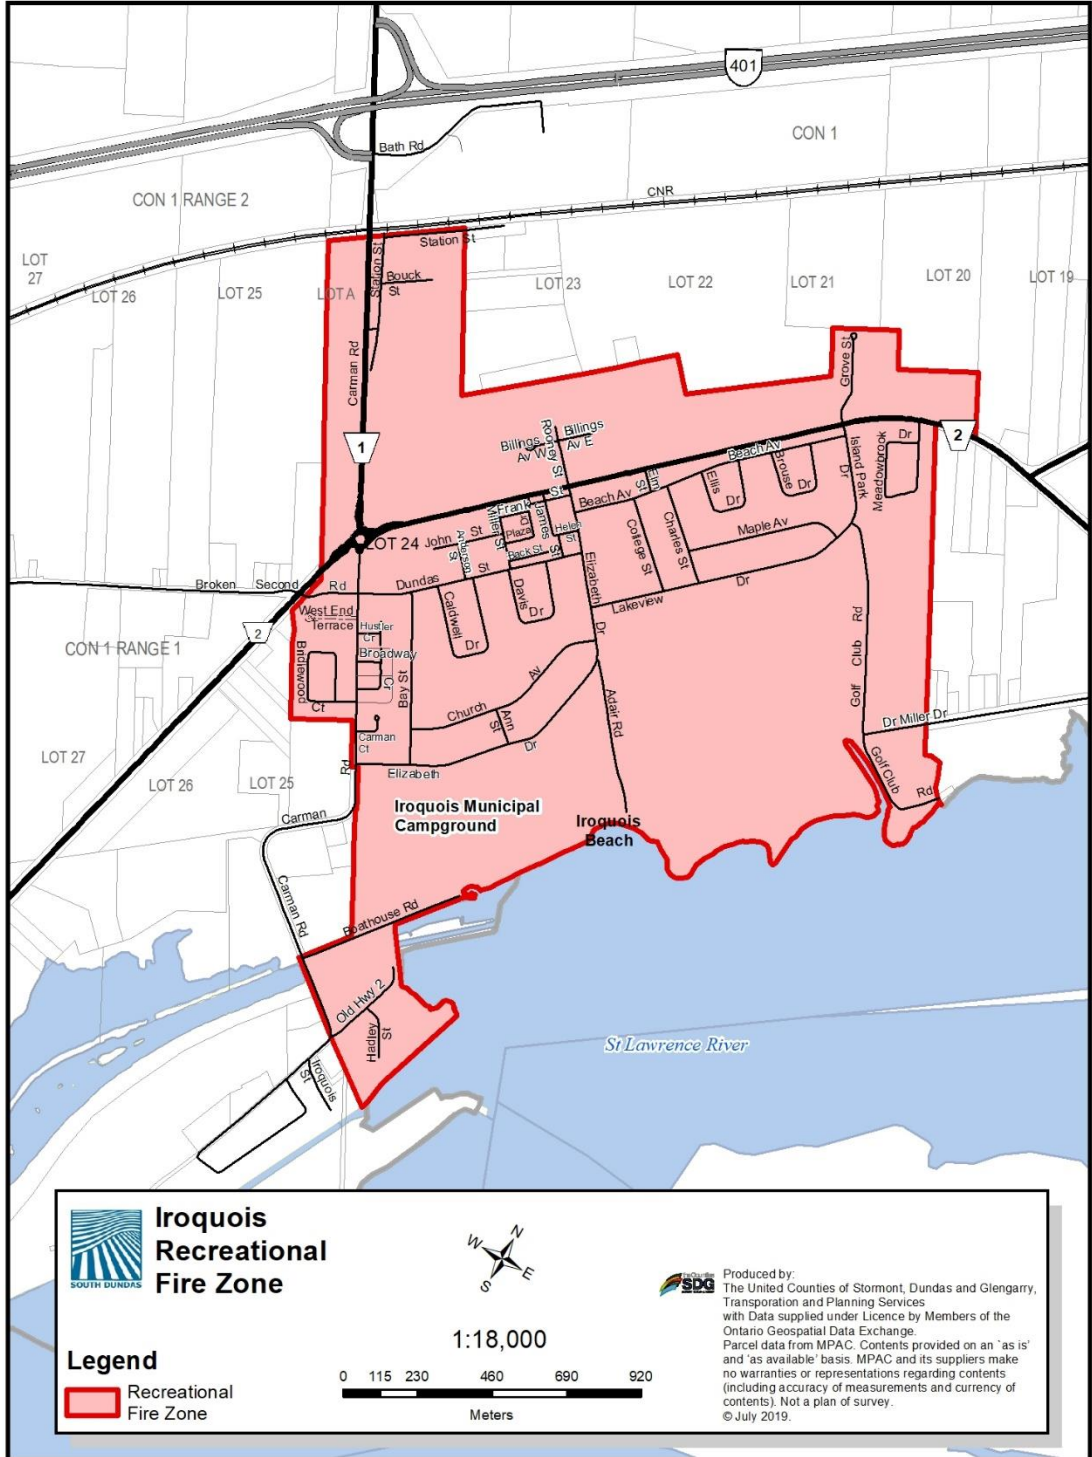 401
Bath Rd
CON 1
CNR
CON 1 RANGE 2
Station St
Station St
Bouck
St
LOT
27
LOT 26
LOT 25
LOT A
LOT 23
LOT 22
LOT 21
LOT 20
LOT 19
Carman Rd
Grove St
1
2
Billings
Av W
Rooney St
Billings
Av E
Beach Av
Island Park
Dr
Meadowbrook
Dr
Elm
St
Ellis
Dr
Brouse
Dr
Beach Av
Frank
St
Miller St
Plaza
Dr
James
St
Helen
St
LOT 24
John
St
Anderson
St
Back St
College St
Charles St
Maple Av
Broken Second
Rd
Dundas
St
Caldwell
Dr
Davis
Dr
Elizabeth
Dr
Lakeview
Dr
2
West End
Terrace
Hustler
Cr
Broadway
Cr
Bay St
CON 1 RANGE 1
Bridlewood
Ct
Church
Av
Ann
St
Dr
Adair Rd
Golf Club Rd
Dr Miller Dr
Carman
Ct
Elizabeth
Golf Club
Rd
LOT 27
LOT 26
LOT 25
Rd
Carman
Iroquois Municipal
Campground
Iroquois
Beach
Carman Rd
Boathouse Rd
Old Hwy 2
Hadley
St
Iroquois
St
St Lawrence River
SOUTH DUNDAS
Iroquois
Recreational
Fire Zone
N
W
E
S
1:18,000
Legend
Recreational
Fire Zone
0 115 230 460 690 920
Meters
SDG
Produced by:
The United Counties of Stormont, Dundas and Glengarry,
Transporation and Planning Services
with Data supplied under Licence by Members of the
Ontario Geospatial Data Exchange.
Parcel data from MPAC. Contents provided on an `as is'
and 'as available' basis. MPAC and its suppliers make
no warranties or representations regarding contents
(including accuracy of measurements and currency of
contents). Not a plan of survey.
© July 2019.